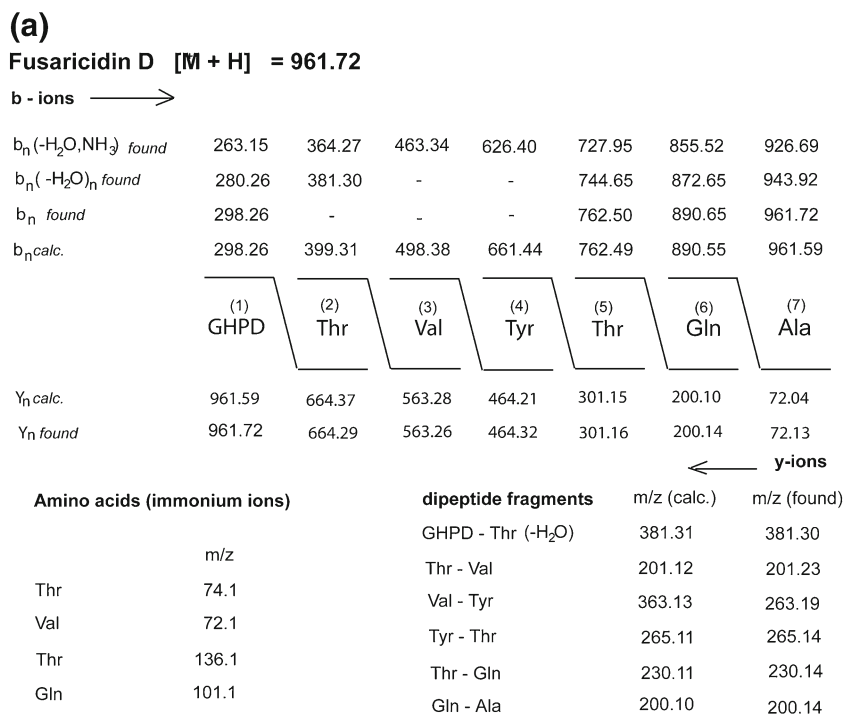 (a)
Fusaricidin D [M + H] = 961.72
b - ions
bn(-H2O,NH3) found 263.15 364.27 463.34 626.40 727.95 855.52 926.69
bn( -H2O)n found 280.26 381.30 - - 744.65 872.65 943.92
bn found 298.26 - - - 762.50 890.65 961.72
bn calc. 298.26 399.31 498.38 661.44 762.49 890.55 961.59
(1) (2) (3) (4) (5) (6) (7)
GHPD Thr Val Tyr Thr Gln Ala
Yn calc. 961.59 664.37 563.28 464.21 301.15 200.10 72.04
Yn found 961.72 664.29 563.26 464.32 301.16 200.14 72.13
y-ions
Amino acids (immonium ions)
m/z
Thr 74.1
Val 72.1
Thr 136.1
Gln 101.1
dipeptide fragments m/z (calc.) m/z (found)
GHPD - Thr (-H2O) 381.31 381.30
Thr - Val 201.12 201.23
Val - Tyr 363.13 263.19
Tyr - Thr 265.11 265.14
Thr - Gln 230.11 230.14
Gln - Ala 200.10 200.14